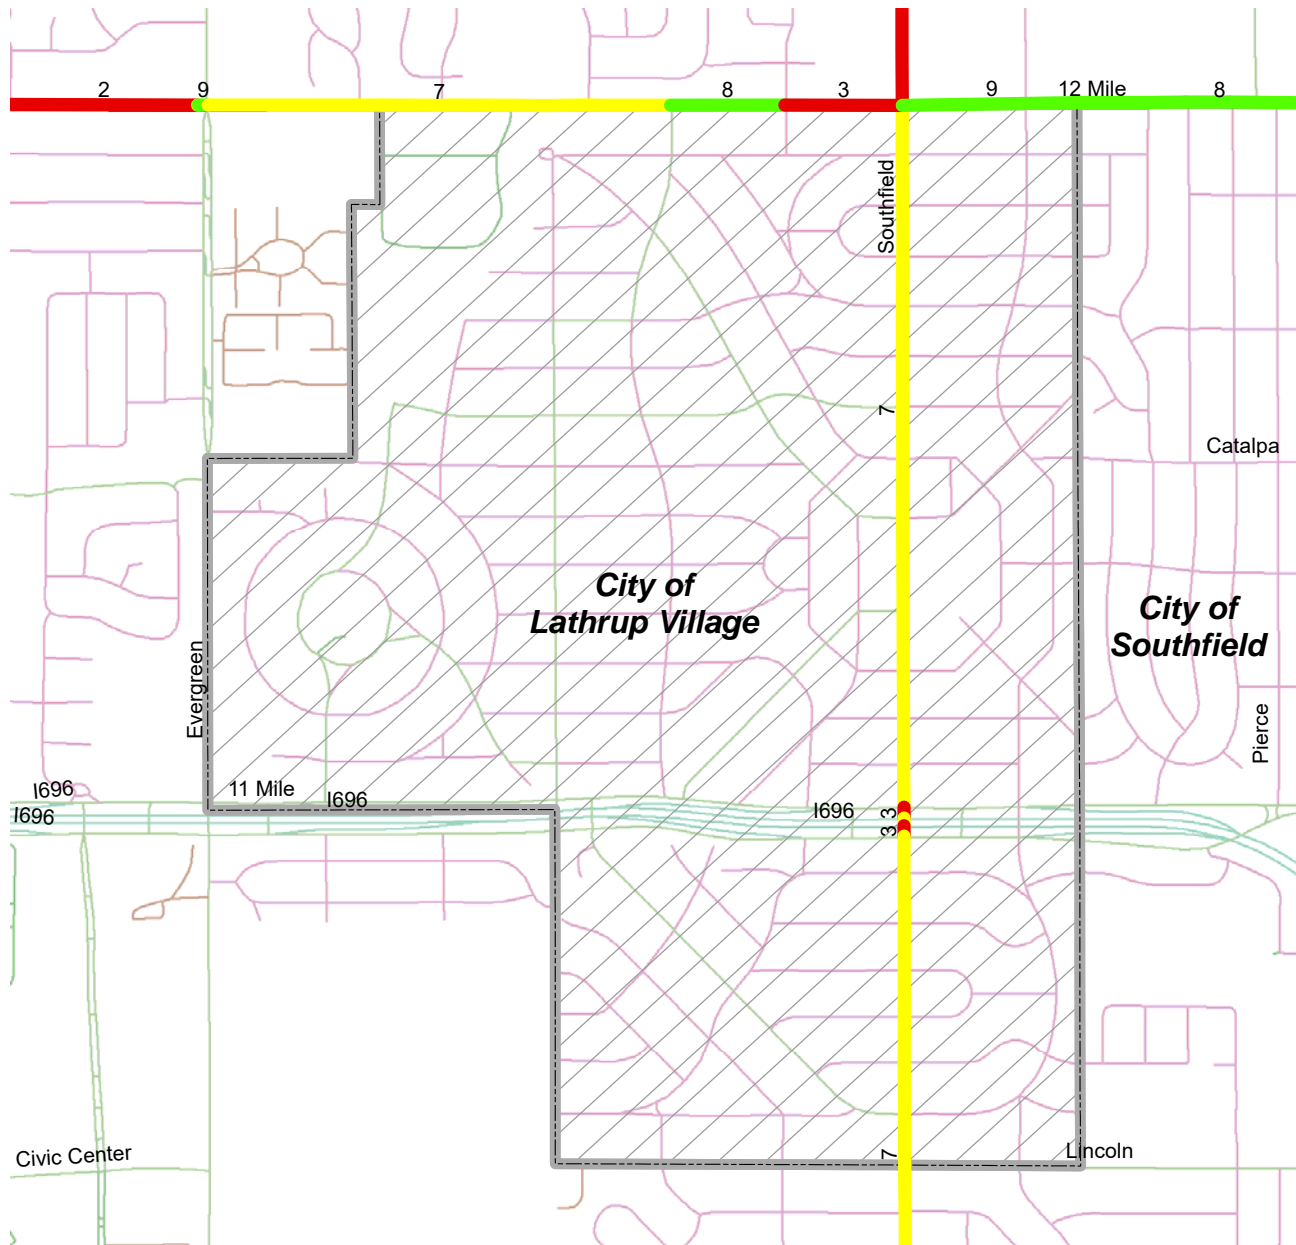 2
9
7
8
3
9
12 Mile
8
Southfield
7
Catalpa
City of
Lathrup Village
City of
Southfield
Evergreen
Pierce
I696
11 Mile
I696
I696
I696
3
3
Civic Center
7
Lincoln